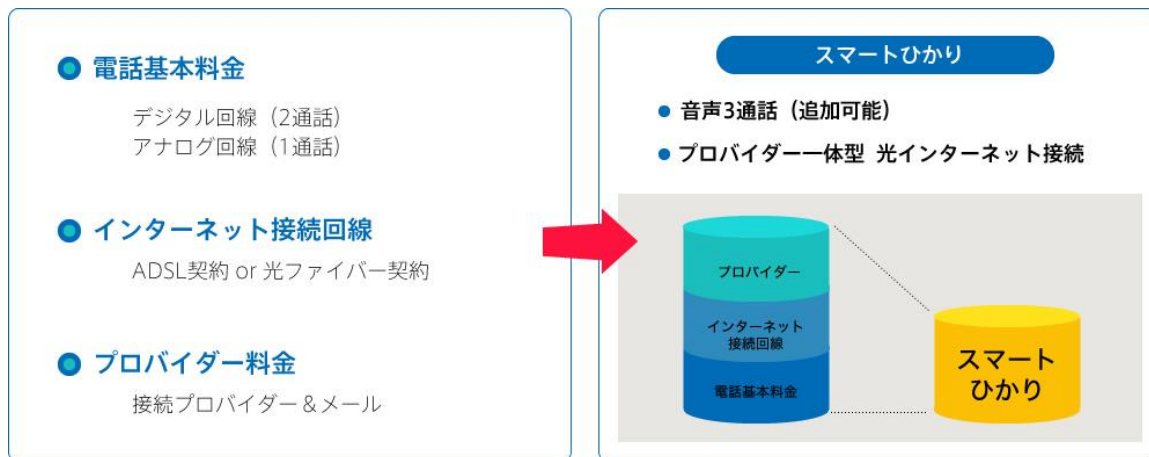 電話基本料金
デジタル回線（2通話）
アナログ回線（1通話）
インターネット接続回線
ADSL契約 or 光ファイバー契約
プロバイダー料金
接続プロバイダー＆メール
スマートひかり
音声3通話（追加可能）
プロバイダー一体型 光インターネット接続
プロバイダー
インターネット
接続回線
電話基本料金
スマート
ひかり